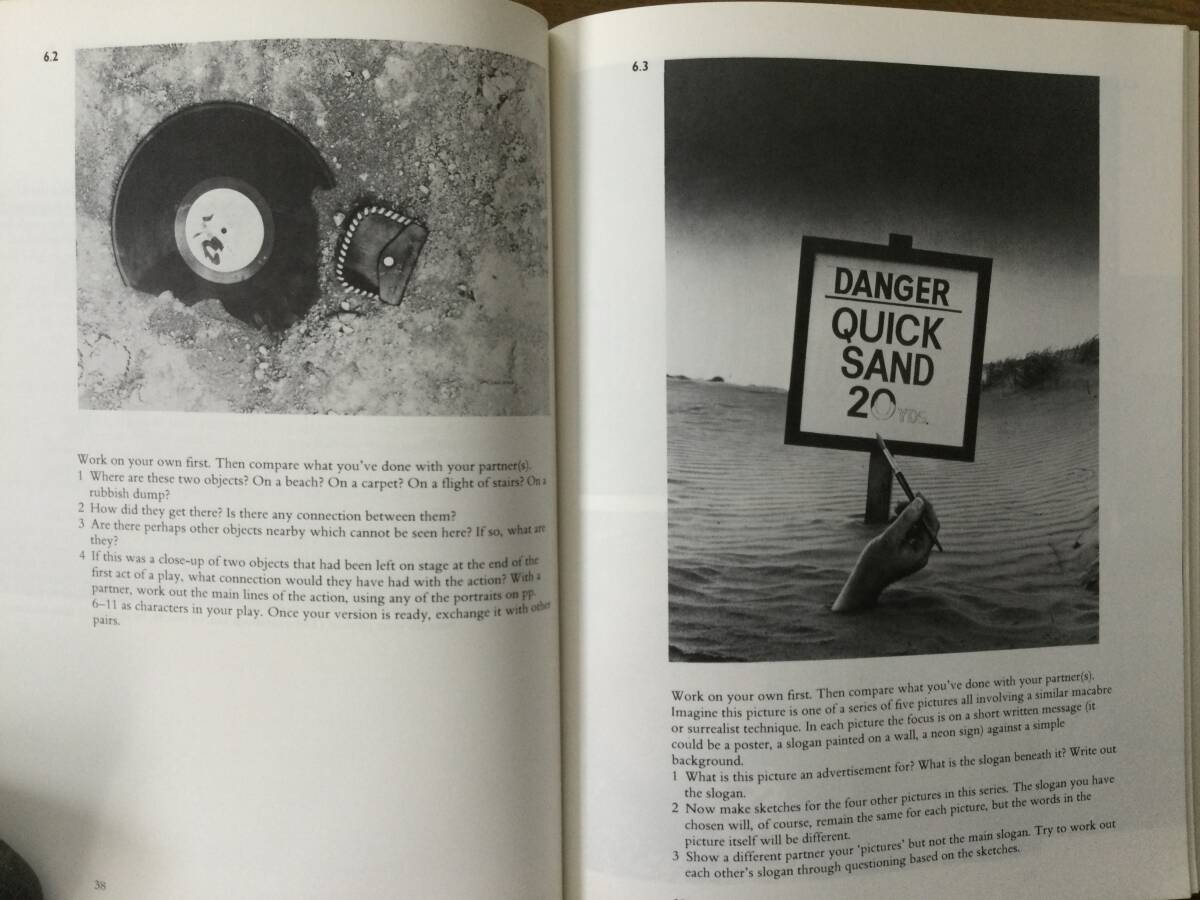 6.2
Work on your own first. Then compare what you've done with your partner(s).
1 Where are these two objects? On a beach? On a carpet? On a flight of stairs? On a
rubbish dump?
2 How did they get there? Is there any connection between them?
3 Are there perhaps other objects nearby which cannot be seen here? If so, what are
they?
4 If this was a close-up of two objects that had been left on stage at the end of the
first act of a play, what connection would they have had with the action? With a
partner, work out the main lines of the action, using any of the portraits on pp.
6–11 as characters in your play. Once your version is ready, exchange it with other
pairs.
38
6.3
DANGER
QUICK
SAND
20 YDS.
Work on your own first. Then compare what you've done with your partner(s).
Imagine this picture is one of a series of five pictures all involving a similar macabre
or surrealist technique. In each picture the focus is on a short written message (it
could be a poster, a slogan painted on a wall, a neon sign) against a simple
background.
1 What is this picture an advertisement for? What is the slogan beneath it? Write out
the slogan.
2 Now make sketches for the four other pictures in this series. The slogan you have
chosen will, of course, remain the same for each picture, but the words in the
picture itself will be different.
3 Show a different partner your 'pictures' but not the main slogan. Try to work out
each other's slogan through questioning based on the sketches.